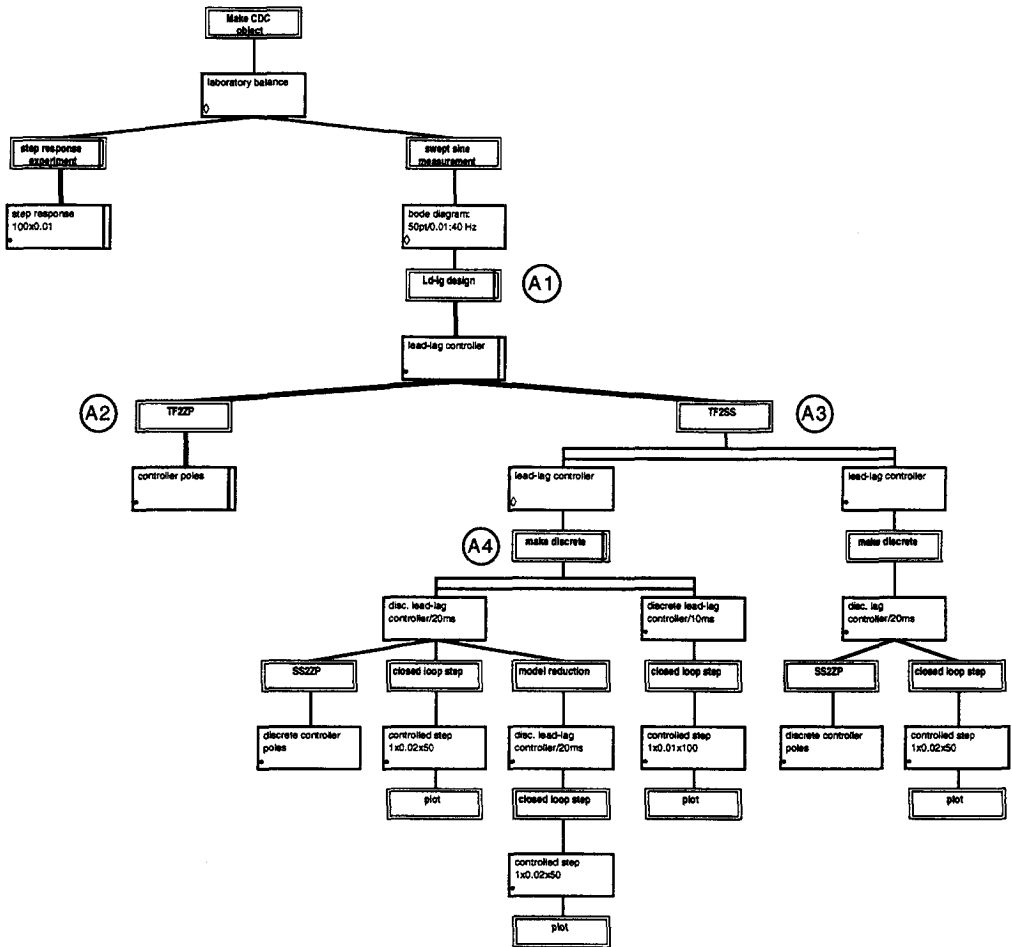 Make CDC
object
laboratory balance
step response
experiment
swept sine
measurement
step response
100x0.01
bode diagram:
50pt/0.01:40 Hz
Ld-lg design
A1
lead-lag controller
A2
TF2ZP
TF2SS
A3
controller poles
lead-lag controller
lead-lag controller
A4
make discrete
make discrete
disc. lead-lag
controller/20ms
discrete lead-lag
controller/10ms
disc. lag
controller/20ms
SS2ZP
closed loop step
model reduction
closed loop step
SS2ZP
closed loop step
discrete controller
poles
controlled step
1x0.02x50
disc. lead-lag
controller/20ms
controlled step
1x0.01x100
discrete controller
poles
controlled step
1x0.02x50
plot
closed loop step
plot
plot
controlled step
1x0.02x50
plot